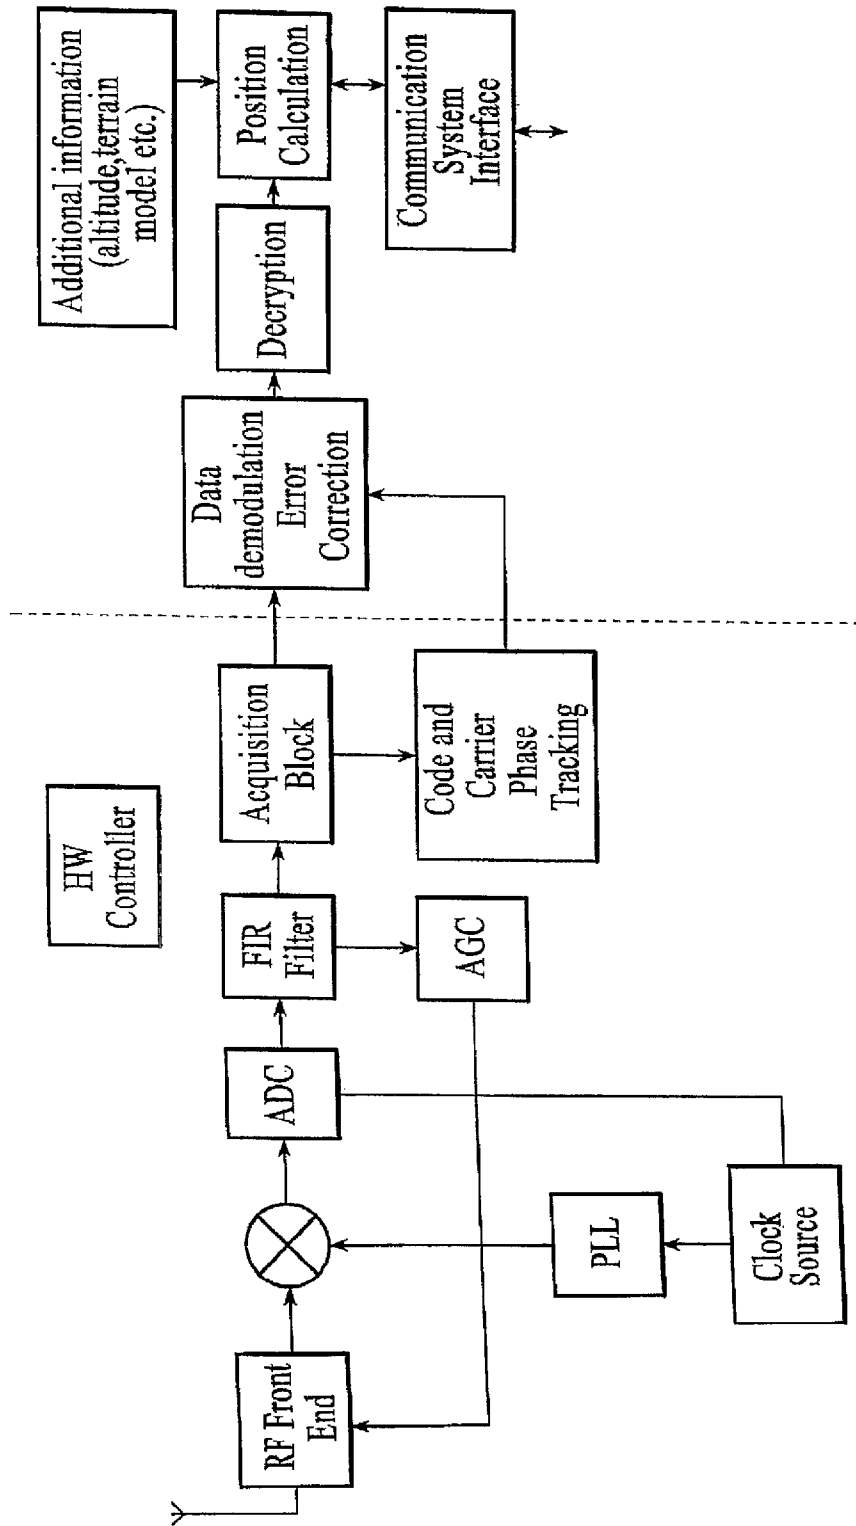 RF Front
End
ADC
FIR
Filter
HW
Controller
Acquisition
Block
Data
demodulation
Error
Correction
Decryption
Position
Calculation
Additional information
(altitude,terrain
model etc.)
Communication
System
Interface
Code and
Carrier
Phase
Tracking
AGC
PLL
Clock
Source